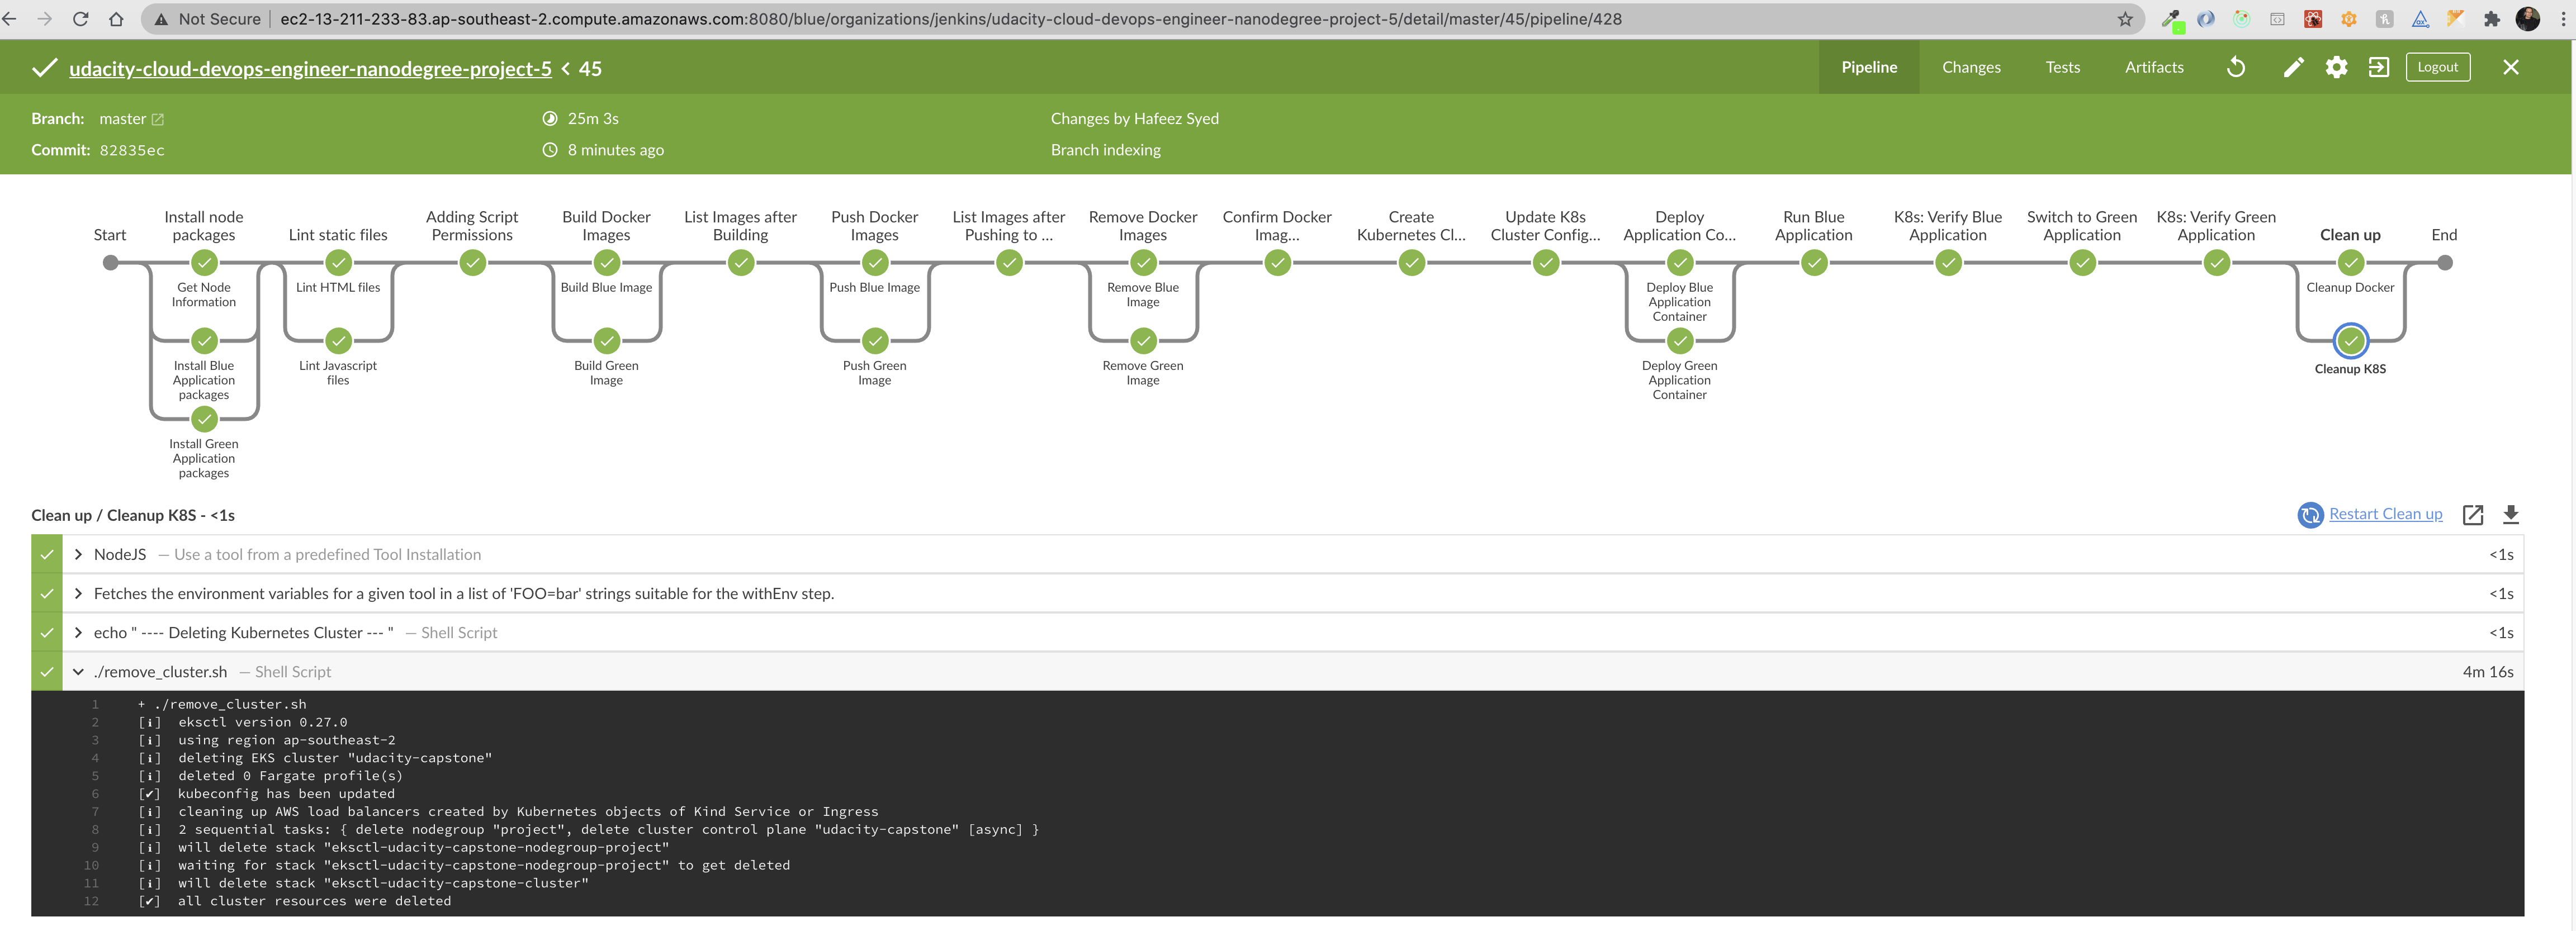 Not Secure | ec2-13-211-233-83.ap-southeast-2.compute.amazonaws.com:8080/blue/organizations/jenkins/udacity-cloud-devops-engineer-nanodegree-project-5/detail/master/45/pipeline/428
udacity-cloud-devops-engineer-nanodegree-project-5 < 45
Pipeline Changes Tests Artifacts Logout
Branch: master 25m 3s Changes by Hafeez Syed
Commit: 82835ec 8 minutes ago Branch indexing
Start
Install node
packages
Lint static files
Adding Script
Permissions
Build Docker
Images
List Images after
Building
Push Docker
Images
List Images after
Pushing to ...
Remove Docker
Images
Confirm Docker
Imag...
Create
Kubernetes Cl...
Update K8s
Cluster Config...
Deploy
Application Co...
Run Blue
Application
K8s: Verify Blue
Application
Switch to Green
Application
K8s: Verify Green
Application
Clean up
End
Get Node
Information
Lint HTML files
Build Blue Image
Push Blue Image
Remove Blue
Image
Deploy Blue
Application
Container
Cleanup Docker
Install Blue
Application
packages
Lint Javascript
files
Build Green
Image
Push Green
Image
Remove Green
Image
Deploy Green
Application
Container
Cleanup K8S
Install Green
Application
packages
Clean up / Cleanup K8S - <1s
Restart Clean up
NodeJS — Use a tool from a predefined Tool Installation <1s
Fetches the environment variables for a given tool in a list of 'FOO=bar' strings suitable for the withEnv step. <1s
echo " ---- Deleting Kubernetes Cluster --- " — Shell Script <1s
./remove_cluster.sh — Shell Script 4m 16s
1 + ./remove_cluster.sh
2 [ℹ] eksctl version 0.27.0
3 [ℹ] using region ap-southeast-2
4 [ℹ] deleting EKS cluster "udacity-capstone"
5 [ℹ] deleted 0 Fargate profile(s)
6 [✔] kubeconfig has been updated
7 [ℹ] cleaning up AWS load balancers created by Kubernetes objects of Kind Service or Ingress
8 [ℹ] 2 sequential tasks: { delete nodegroup "project", delete cluster control plane "udacity-capstone" [async] }
9 [ℹ] will delete stack "eksctl-udacity-capstone-nodegroup-project"
10 [ℹ] waiting for stack "eksctl-udacity-capstone-nodegroup-project" to get deleted
11 [ℹ] will delete stack "eksctl-udacity-capstone-cluster"
12 [✔] all cluster resources were deleted